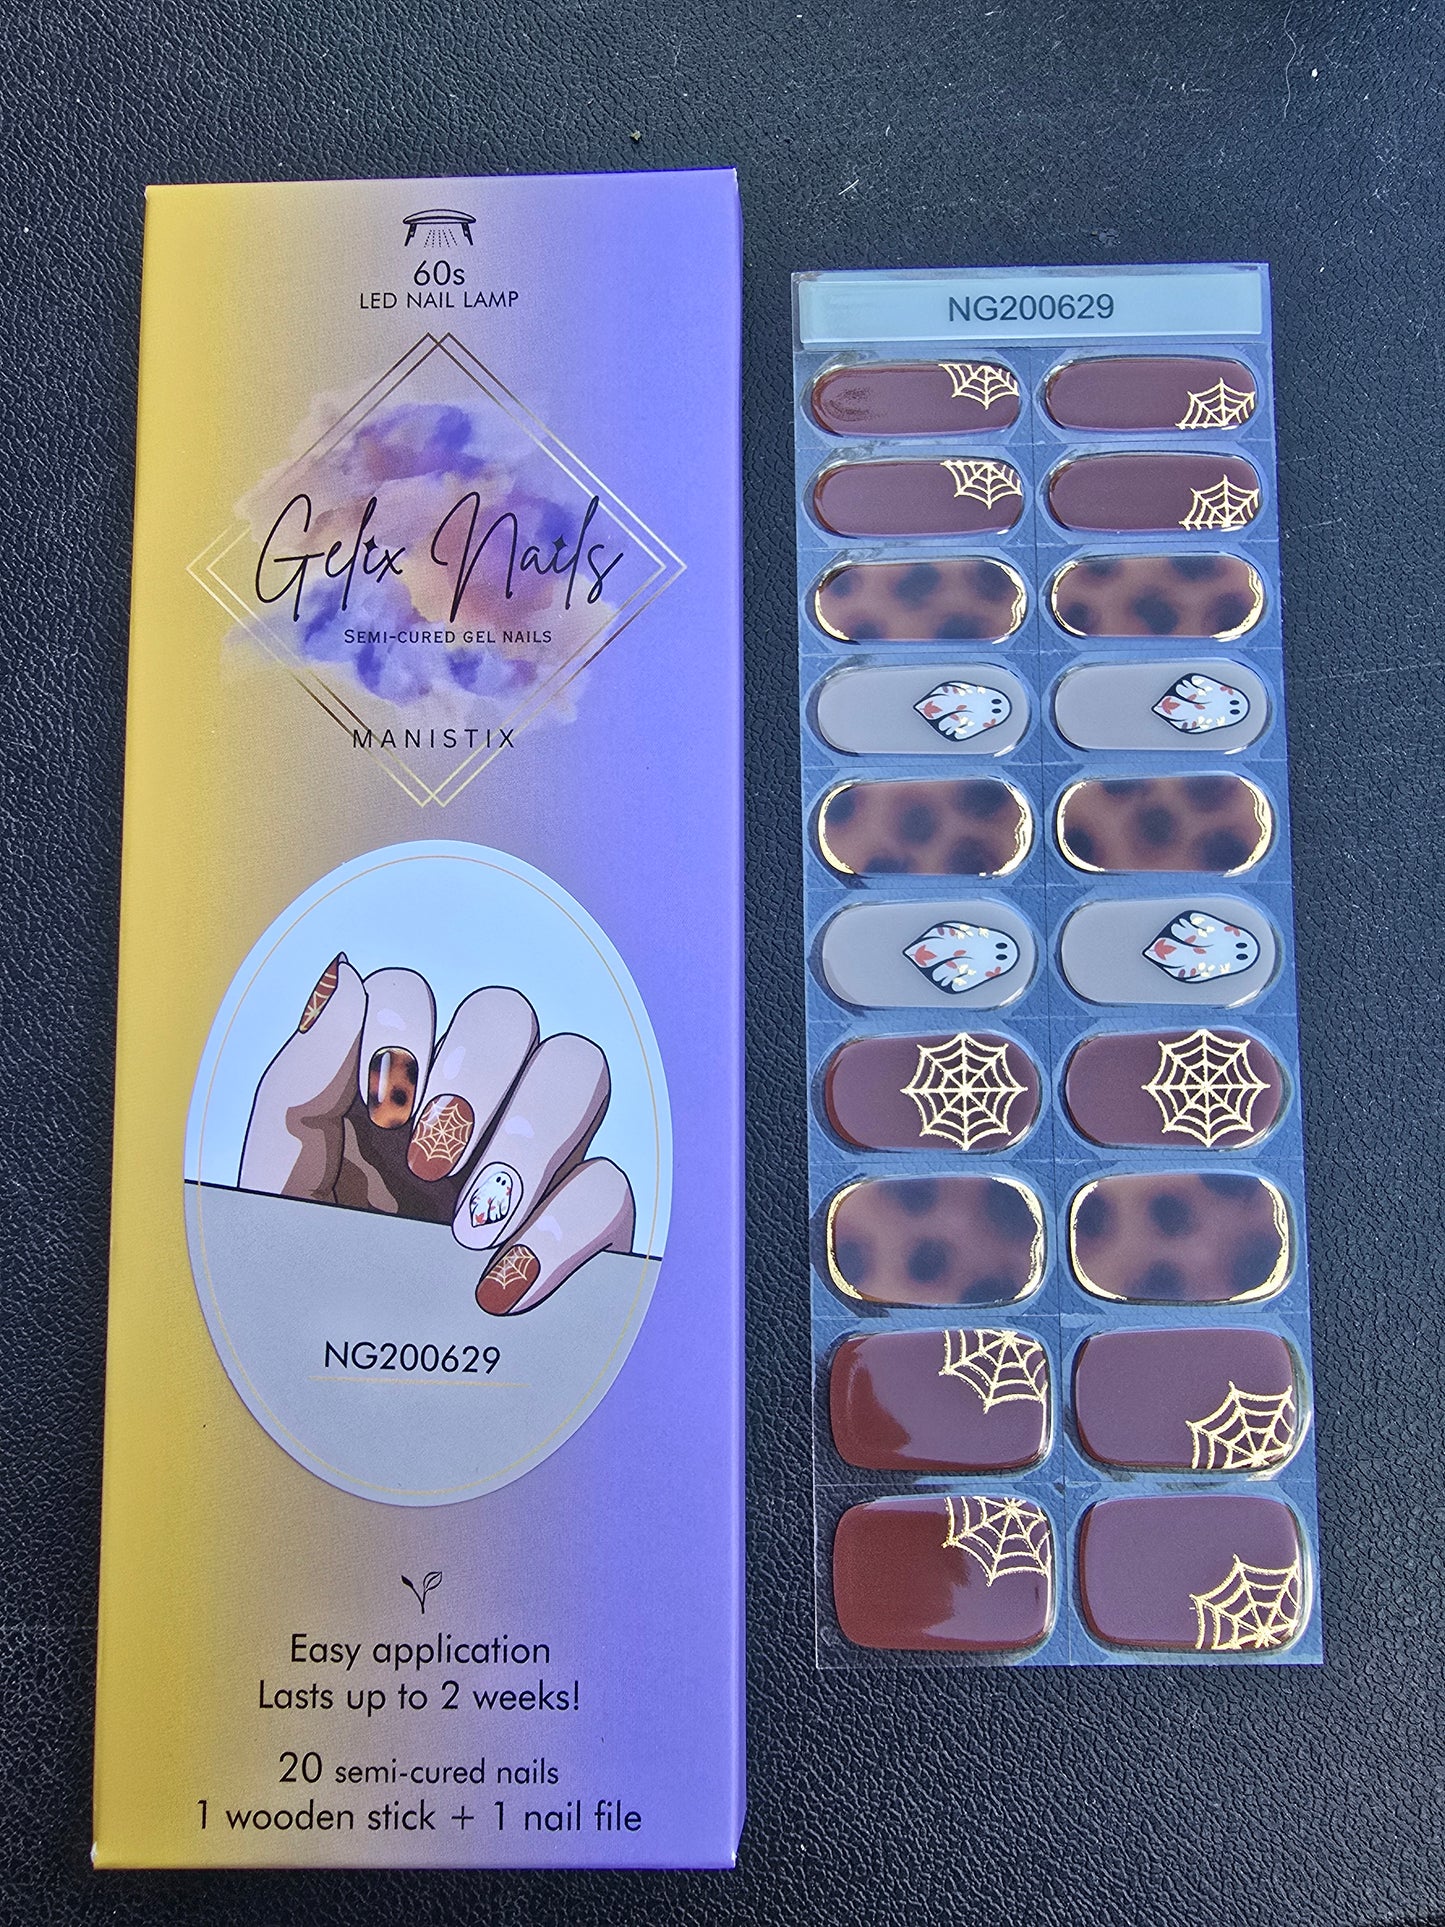 60s
LED NAIL LAMP
Gelix Nails
SEMI-CURED GEL NAILS
MANISTIX
NG200629
Easy application
Lasts up to 2 weeks!
20 semi-cured nails
1 wooden stick + 1 nail file
NG200629